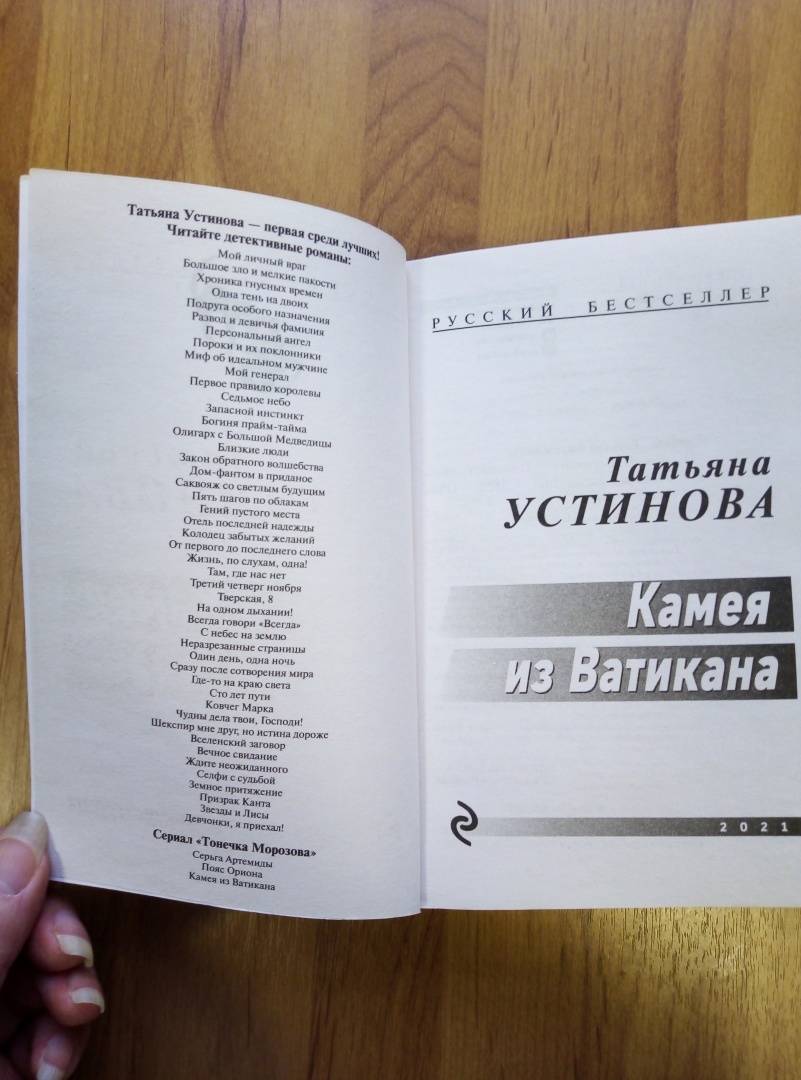 Татьяна Устинова — первая среди лучших!
Читайте детективные романы:
Мой личный враг
Большое зло и мелкие пакости
Хроника гнусных времен
Одна тень на двоих
Подруга особого назначения
Развод и девичья фамилия
Персональный ангел
Пороки и их поклонники
Миф об идеальном мужчине
Мой генерал
Первое правило королевы
Седьмое небо
Запасной инстинкт
Богиня прайм-тайма
Олигарх с Большой Медведицы
Близкие люди
Закон обратного волшебства
Дом-фантом в приданое
Саквояж со светлым будущим
Пять шагов по облакам
Гений пустого места
Отель последней надежды
Колодец забытых желаний
От первого до последнего слова
Жизнь, по слухам, одна!
Там, где нас нет
Третий четверг ноября
Тверская, 8
На одном дыхании!
Всегда говори «Всегда»
С небес на землю
Неразрезанные страницы
Один день, одна ночь
Сразу после сотворения мира
Где-то на краю света
Сто лет пути
Ковчег Марка
Чудны дела твои, Господи!
Шекспир мне друг, но истина дороже
Вселенский заговор
Вечное свидание
Ждите неожиданного
Селфи с судьбой
Земное притяжение
Призрак Канта
Звезды и Лисы
Девчонки, я приехал!
Сериал «Тонечка Морозова»
Серьга Артемиды
Пояс Ориона
Камея из Ватикана
РУССКИЙ БЕСТСЕЛЛЕР
Татьяна
УСТИНОВА
Камея
из Ватикана
2021